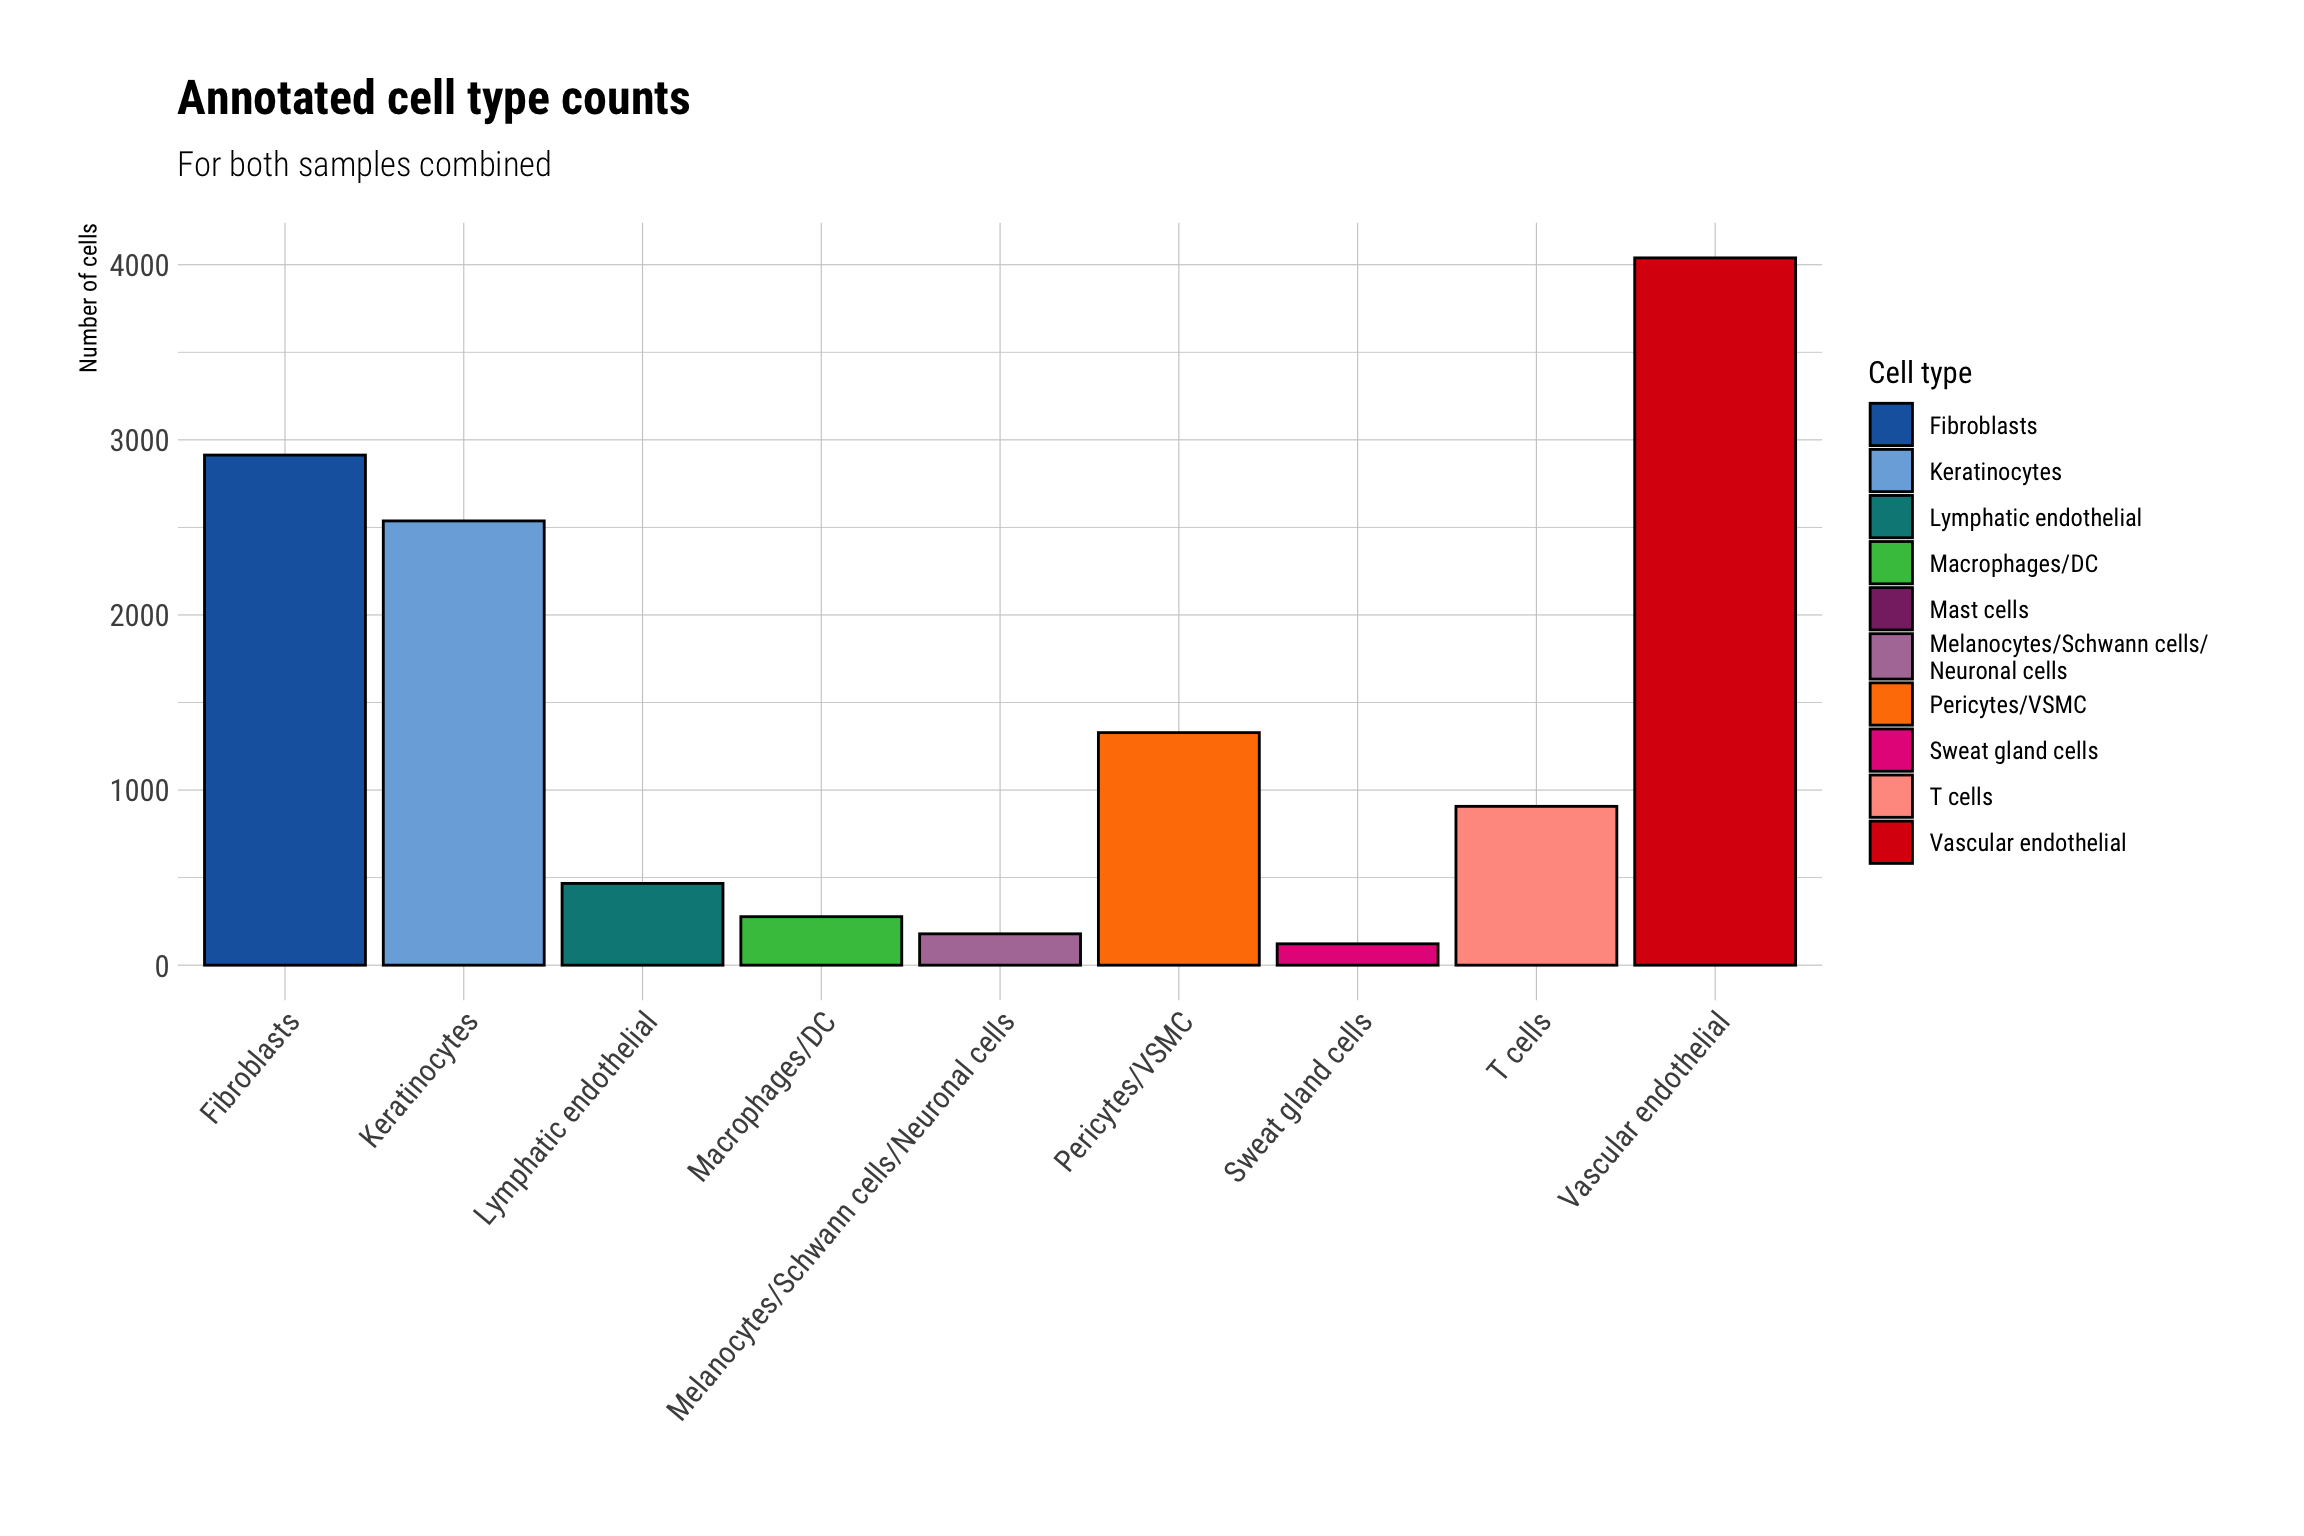 Annotated cell type counts
For both samples combined
Number of cells
4000
3000
2000
1000
0
Fibroblasts
Keratinocytes
Lymphatic endothelial
Macrophages/DC
Melanocytes/Schwann cells/Neuronal cells
Pericytes/VSMC
Sweat gland cells
T cells
Vascular endothelial
Cell type
Fibroblasts
Keratinocytes
Lymphatic endothelial
Macrophages/DC
Mast cells
Melanocytes/Schwann cells/
Neuronal cells
Pericytes/VSMC
Sweat gland cells
T cells
Vascular endothelial